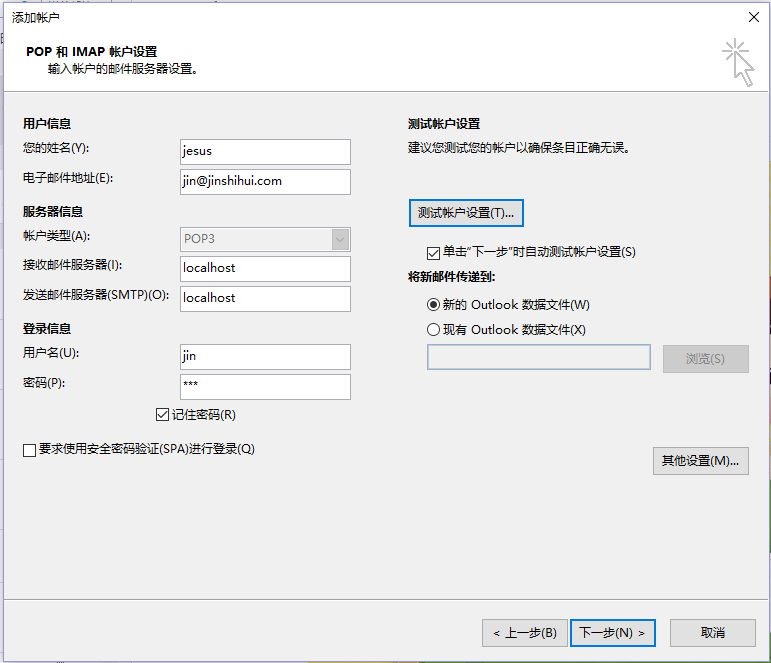 添加帐户
POP 和 IMAP 帐户设置
输入帐户的邮件服务器设置。
用户信息
您的姓名(Y):
jesus
电子邮件地址(E):
jin@jinshihui.com
服务器信息
帐户类型(A):
POP3
接收邮件服务器(I):
localhost
发送邮件服务器(SMTP)(O):
localhost
登录信息
用户名(U):
jin
密码(P):
***
记住密码(R)
要求使用安全密码验证(SPA)进行登录(Q)
测试帐户设置
建议您测试您的帐户以确保条目正确无误。
测试帐户设置(T)...
单击“下一步”时自动测试帐户设置(S)
将新邮件传递到:
新的 Outlook 数据文件(W)
现有 Outlook 数据文件(X)
浏览(S)
其他设置(M)...
< 上一步(B)
下一步(N) >
取消